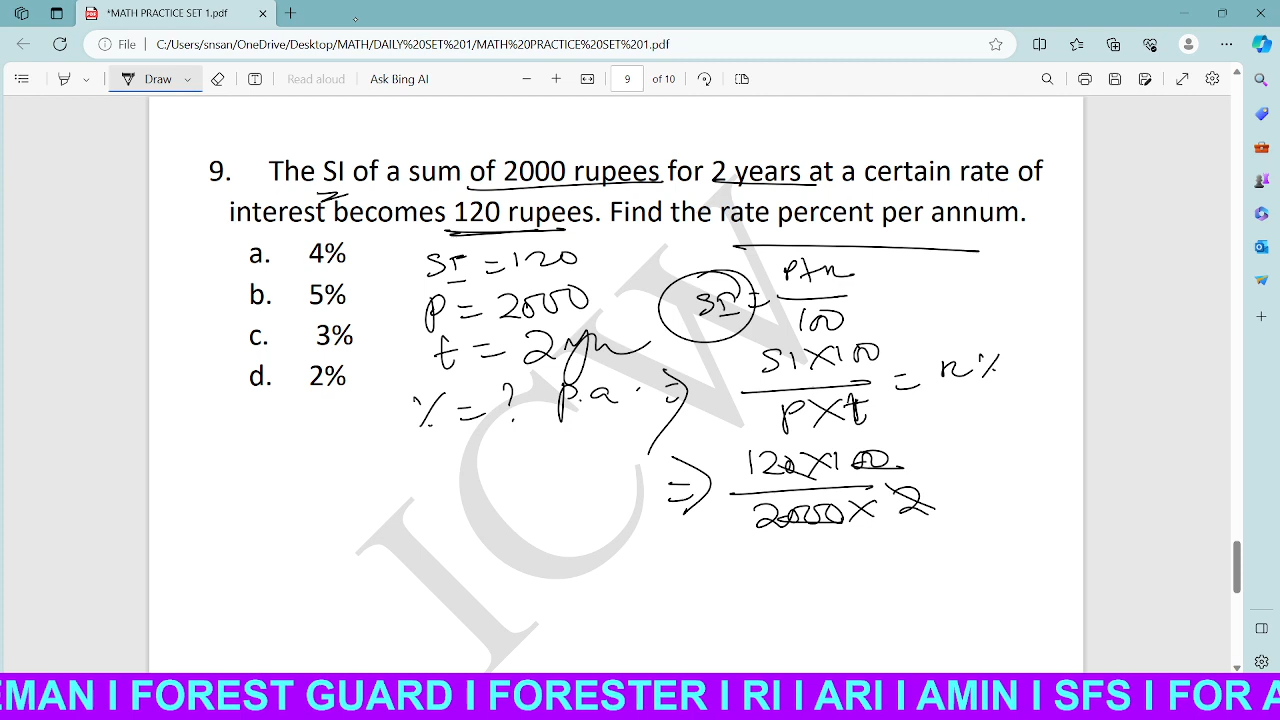 *MATH PRACTICE SET 1.pdf
File C:/Users/snsan/OneDrive/Desktop/MATH/DAILY%20SET%201/MATH%20PRACTICE%20SET%201.pdf
Draw Read aloud Ask Bing AI 9 of 10
9. The SI of a sum of 2000 rupees for 2 years at a certain rate of
interest becomes 120 rupees. Find the rate percent per annum.
a. 4%
b. 5%
c. 3%
d. 2%
SI = 120
P = 2000
t = 2 yr
% = ? p.a.
SI = Ptr
100
⇒ SI×100 = r%
P×t
⇒ 120×100
2000×2
ICW
EMAN I FOREST GUARD I FORESTER I RI I ARI I AMIN I SFS I FOR A